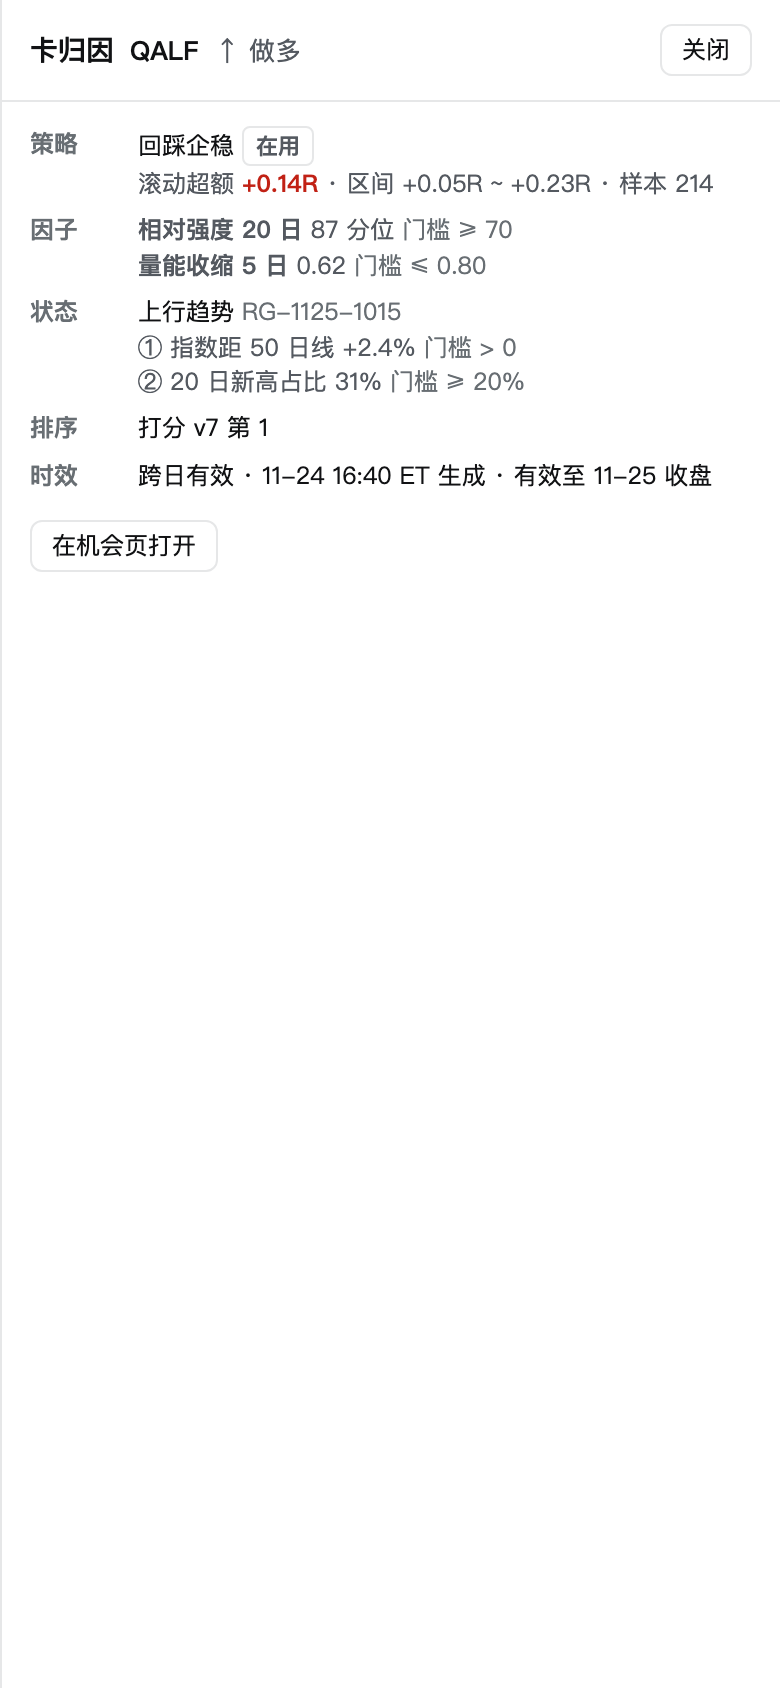 卡归因 QALF ↑ 做多 关闭
策略 回踩企稳 在用
滚动超额 +0.14R · 区间 +0.05R ~ +0.23R · 样本 214
因子 相对强度 20 日 87 分位 门槛 ≥ 70
量能收缩 5 日 0.62 门槛 ≤ 0.80
状态 上行趋势 RG-1125-1015
① 指数距 50 日线 +2.4% 门槛 > 0
② 20 日新高占比 31% 门槛 ≥ 20%
排序 打分 v7 第 1
时效 跨日有效 · 11-24 16:40 ET 生成 · 有效至 11-25 收盘
在机会页打开